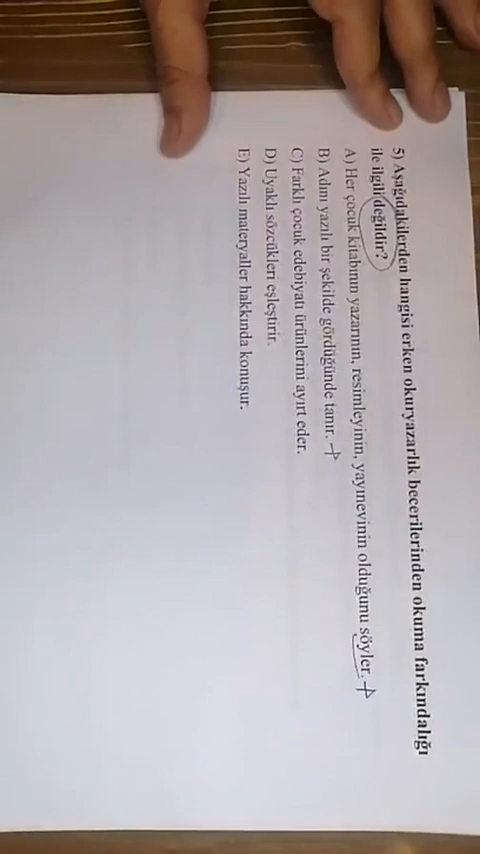 5) Aşağıdakilerden hangisi erken okuryazarlık becerilerinden okuma farkındalığı
ile ilgili değildir?
A) Her çocuk kitabının yazarının, resimleyinin, yayınevinin olduğunu söyler. +
B) Adını yazılı bir şekilde gördüğünde tanır. +
C) Farklı çocuk edebiyatı ürünlerini ayırt eder.
D) Uyaklı sözcükleri eşleştirir.
E) Yazılı materyaller hakkında konuşur.